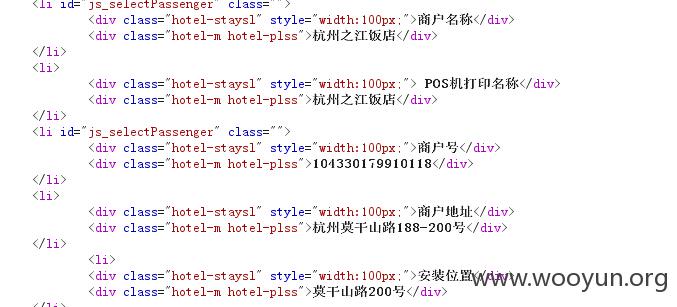 <li id="js_selectPassenger" class="">
<div class="hotel-staysl" style="width:100px;">商户名称</div>
<div class="hotel-m hotel-plss">杭州之江饭店</div>
</li>
<li>
<div class="hotel-staysl" style="width:100px;"> POS机打印名称</div>
<div class="hotel-m hotel-plss">杭州之江饭店</div>
</li>
<li id="js_selectPassenger" class="">
<div class="hotel-staysl" style="width:100px;">商户号</div>
<div class="hotel-m hotel-plss">104330179910118</div>
</li>
<li>
<div class="hotel-staysl" style="width:100px;">商户地址</div>
<div class="hotel-m hotel-plss">杭州莫干山路188-200号</div>
</li>
<li>
<div class="hotel-staysl" style="width:100px;">安装位置</div>
<div class="hotel-m hotel-plss">莫干山路200号</div>
</li>
www.wooyun.org